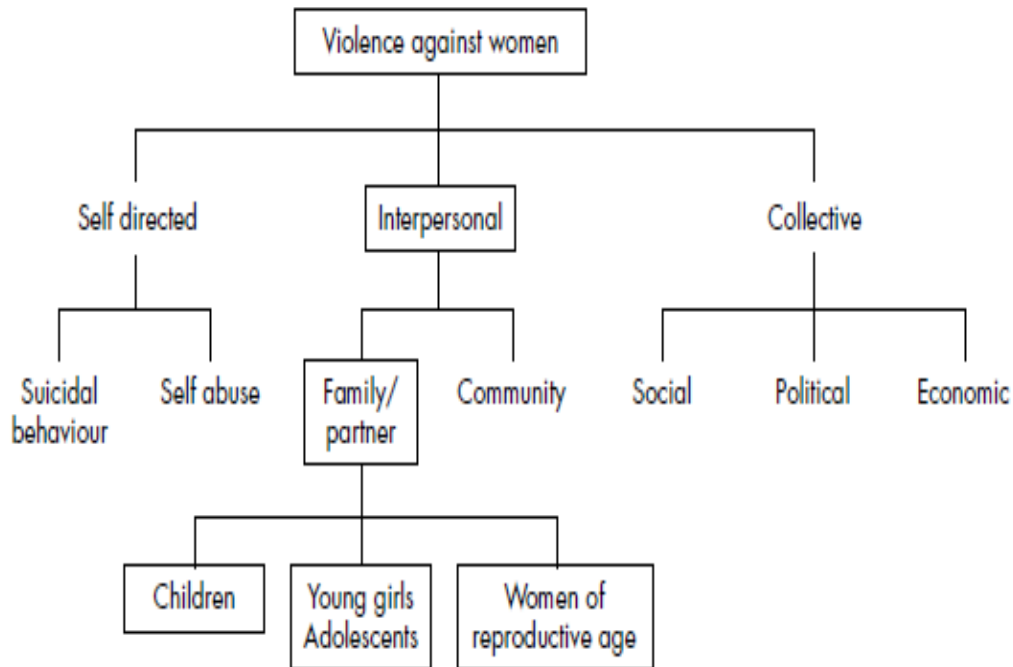 Violence against women
Self directed
Interpersonal
Collective
Suicidal
behaviour
Self abuse
Family/
partner
Community
Social
Political
Economic
Children
Young girls
Adolescents
Women of
reproductive age